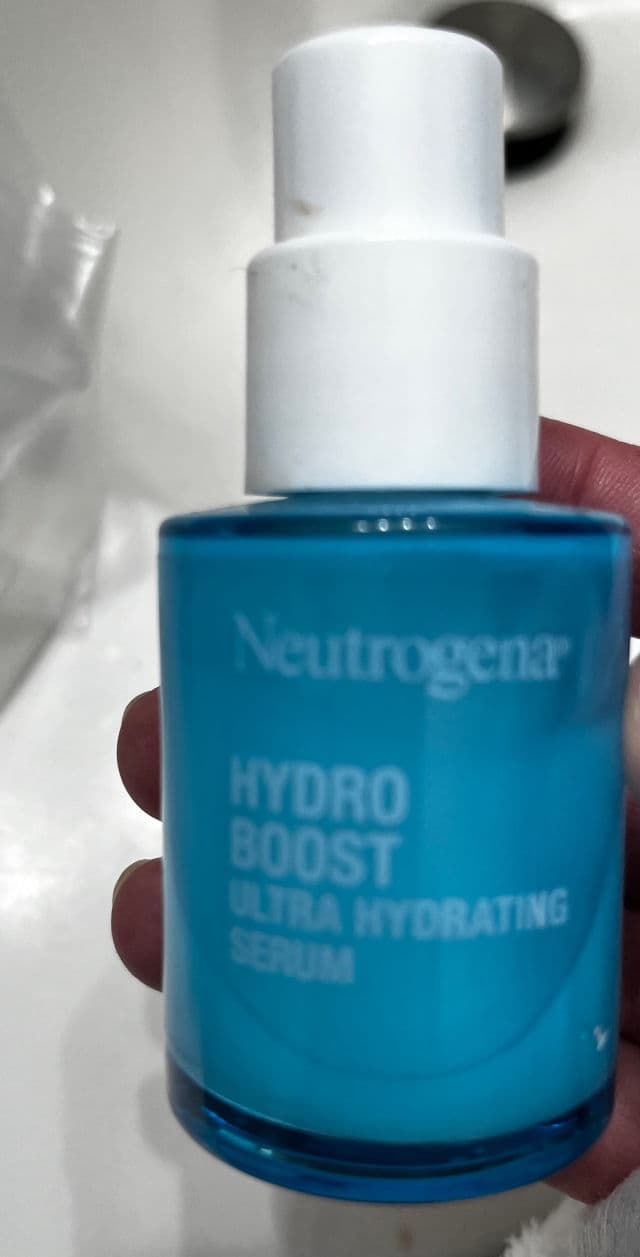 Neutrogena®
HYDRO
BOOST
ULTRA HYDRATING
SERUM